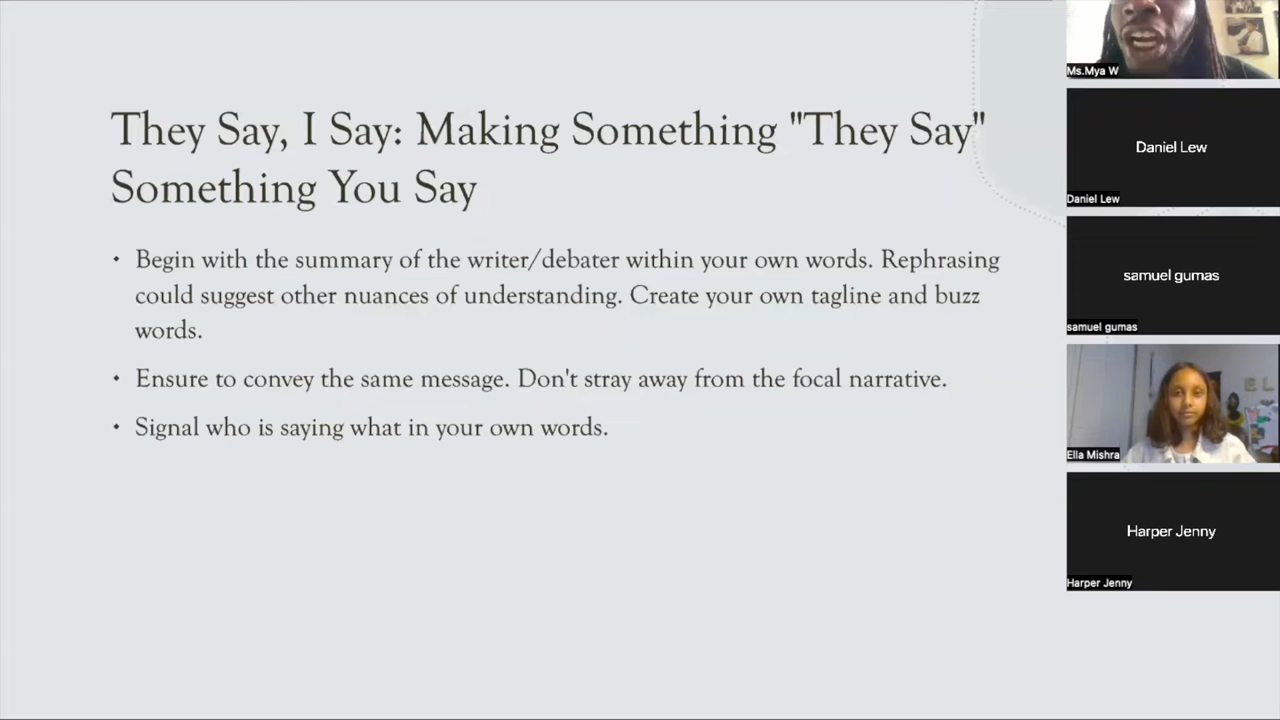 They Say, I Say: Making Something "They Say"
Something You Say
• Begin with the summary of the writer/debater within your own words. Rephrasing
could suggest other nuances of understanding. Create your own tagline and buzz
words.
• Ensure to convey the same message. Don't stray away from the focal narrative.
• Signal who is saying what in your own words.
Ms.Mya W
Daniel Lew
Daniel Lew
samuel gumas
samuel gumas
E L
Ella Mishra
Harper Jenny
Harper Jenny